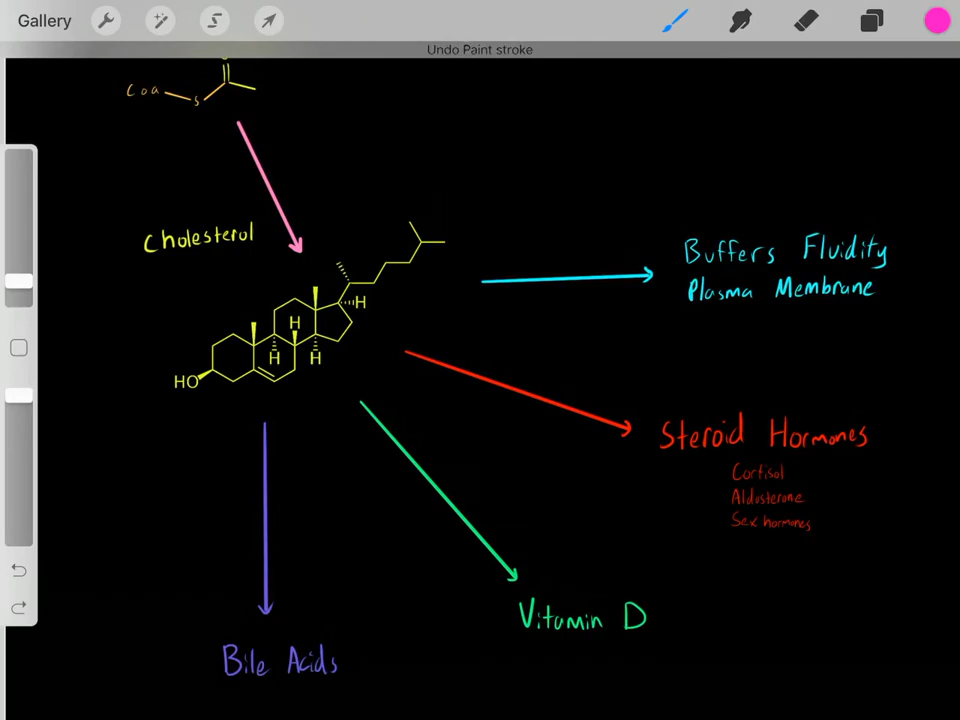 Gallery
Undo Paint stroke
Coa
S
O
Cholesterol
Buffers Fluidity
Plasma Membrane
H
H
H
H
HO
Steroid Hormones
Cortisol
Aldosterone
Sex hormones
Vitamin D
Bile Acids